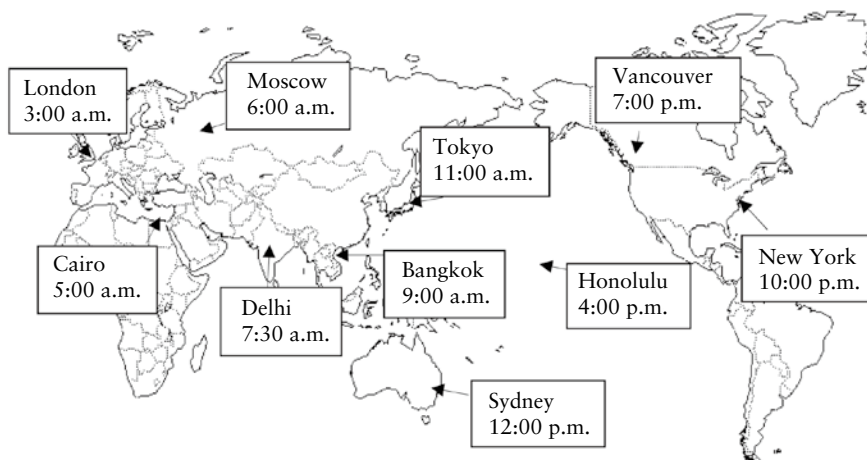 London
3:00 a.m.
Moscow
6:00 a.m.
Vancouver
7:00 p.m.
Tokyo
11:00 a.m.
Cairo
5:00 a.m.
Delhi
7:30 a.m.
Bangkok
9:00 a.m.
Honolulu
4:00 p.m.
New York
10:00 p.m.
Sydney
12:00 p.m.